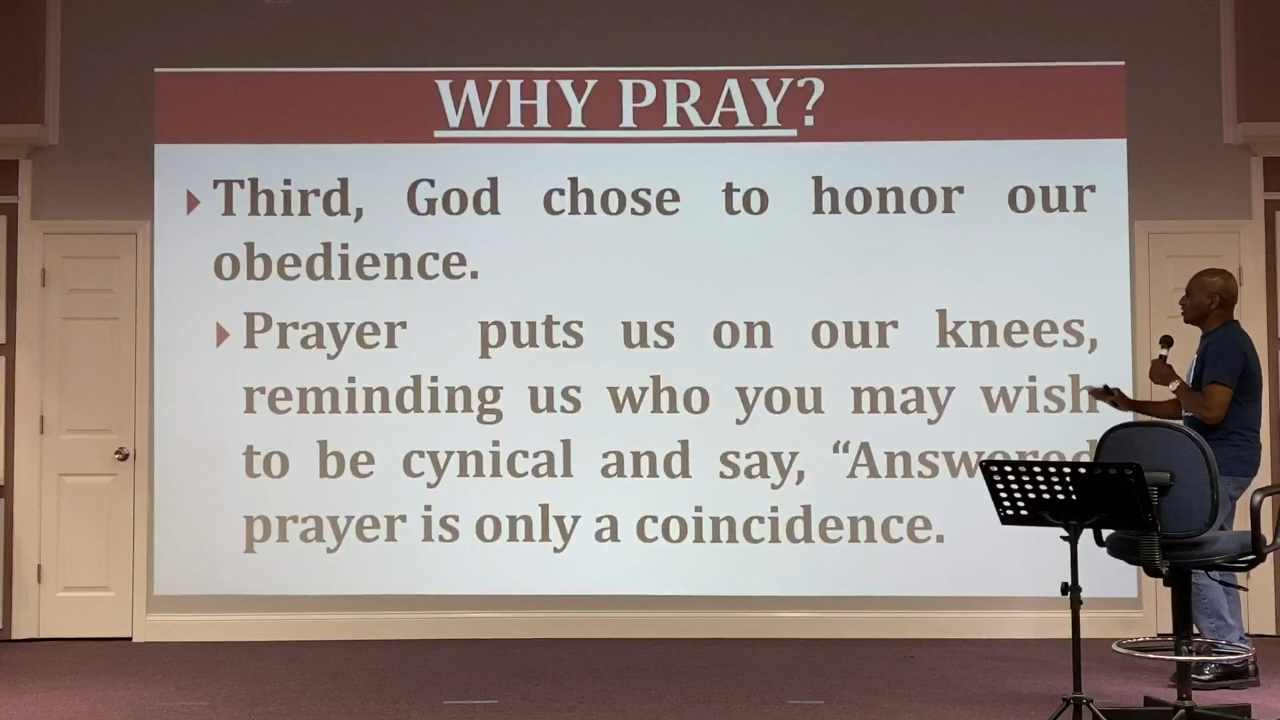 WHY PRAY?
Third, God chose to honor our
obedience.
Prayer puts us on our knees,
reminding us who you may wish
to be cynical and say, “Answered
prayer is only a coincidence.